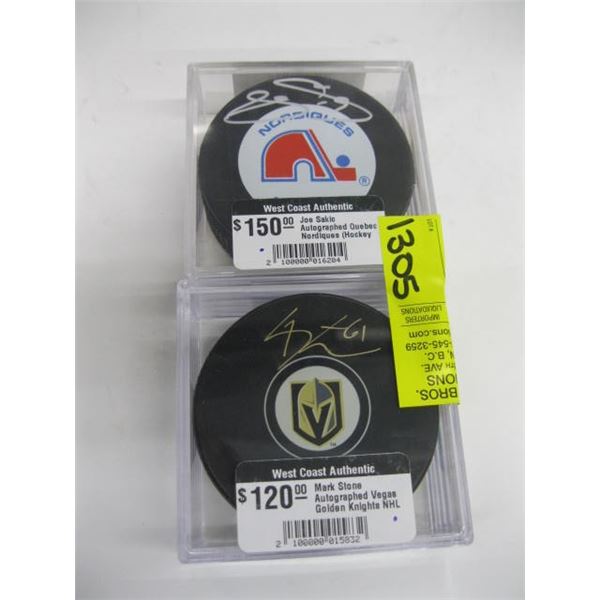 NORDIQUES
West Coast Authentic
$150.00 Joe Sakic
Autographed Quebec
Nordiques (Hockey
2 100000 016204
LOT #
1305
IMPORTERS
LIQUIDATIONS
ions.com
-545-3259
, B.C.
AVE.
IONS
BROS.
61
West Coast Authentic
$120.00 Mark Stone
Autographed Vegas
Golden Knights NHL
2 100000 015832